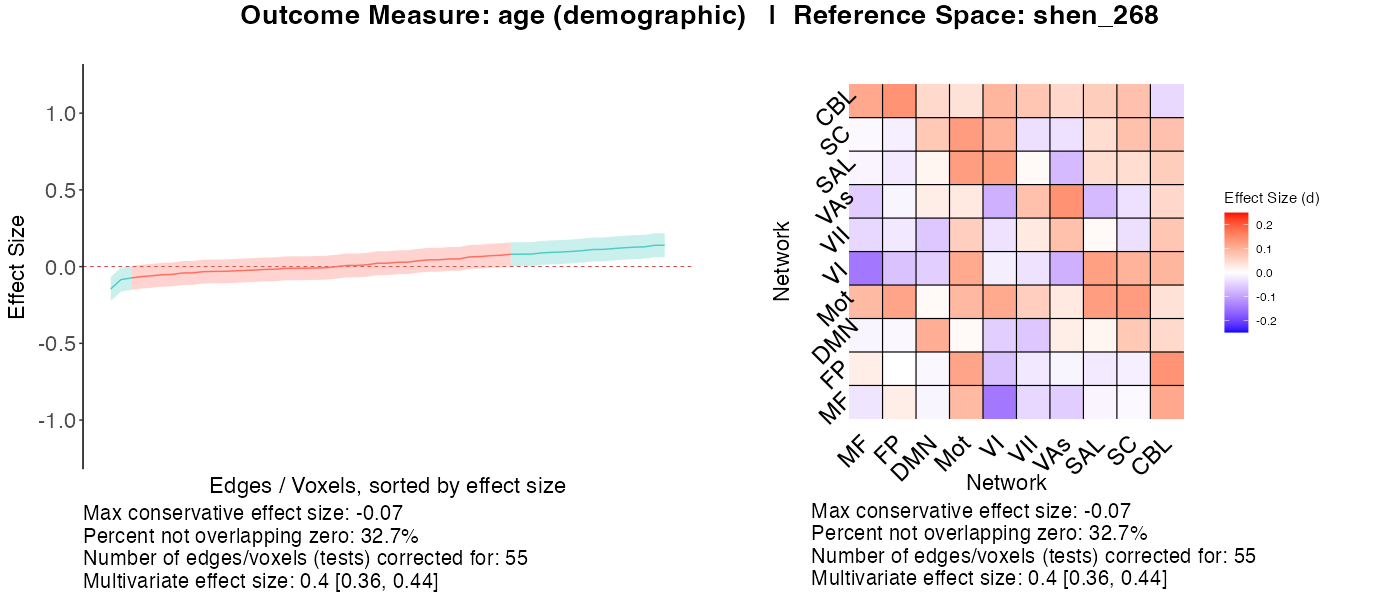 Outcome Measure: age (demographic) | Reference Space: shen_268
Effect Size
1.0
0.5
0.0
-0.5
-1.0
Edges / Voxels, sorted by effect size
Max conservative effect size: -0.07
Percent not overlapping zero: 32.7%
Number of edges/voxels (tests) corrected for: 55
Multivariate effect size: 0.4 [0.36, 0.44]
Network
CBL
SC
SAL
VAs
VII
VI
Mot
DMN
FP
MF
MF
FP
DMN
Mot
VI
VII
VAs
SAL
SC
CBL
Network
Effect Size (d)
0.2
0.1
0.0
-0.1
-0.2
Max conservative effect size: -0.07
Percent not overlapping zero: 32.7%
Number of edges/voxels (tests) corrected for: 55
Multivariate effect size: 0.4 [0.36, 0.44]